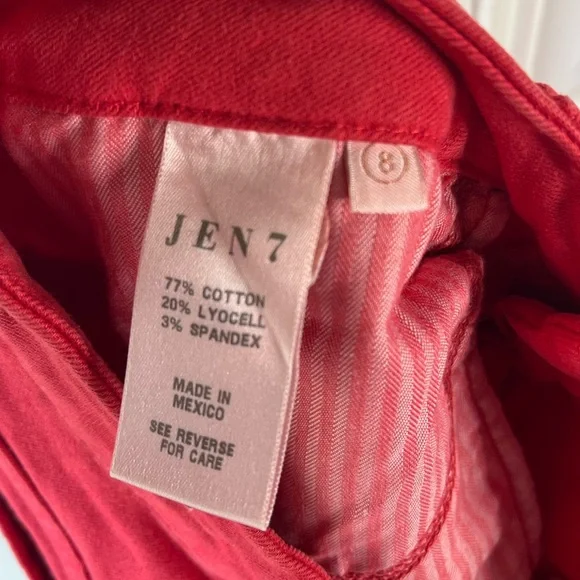 JEN7
77% COTTON
20% LYOCELL
3% SPANDEX
MADE IN
MEXICO
SEE REVERSE
FOR CARE
8